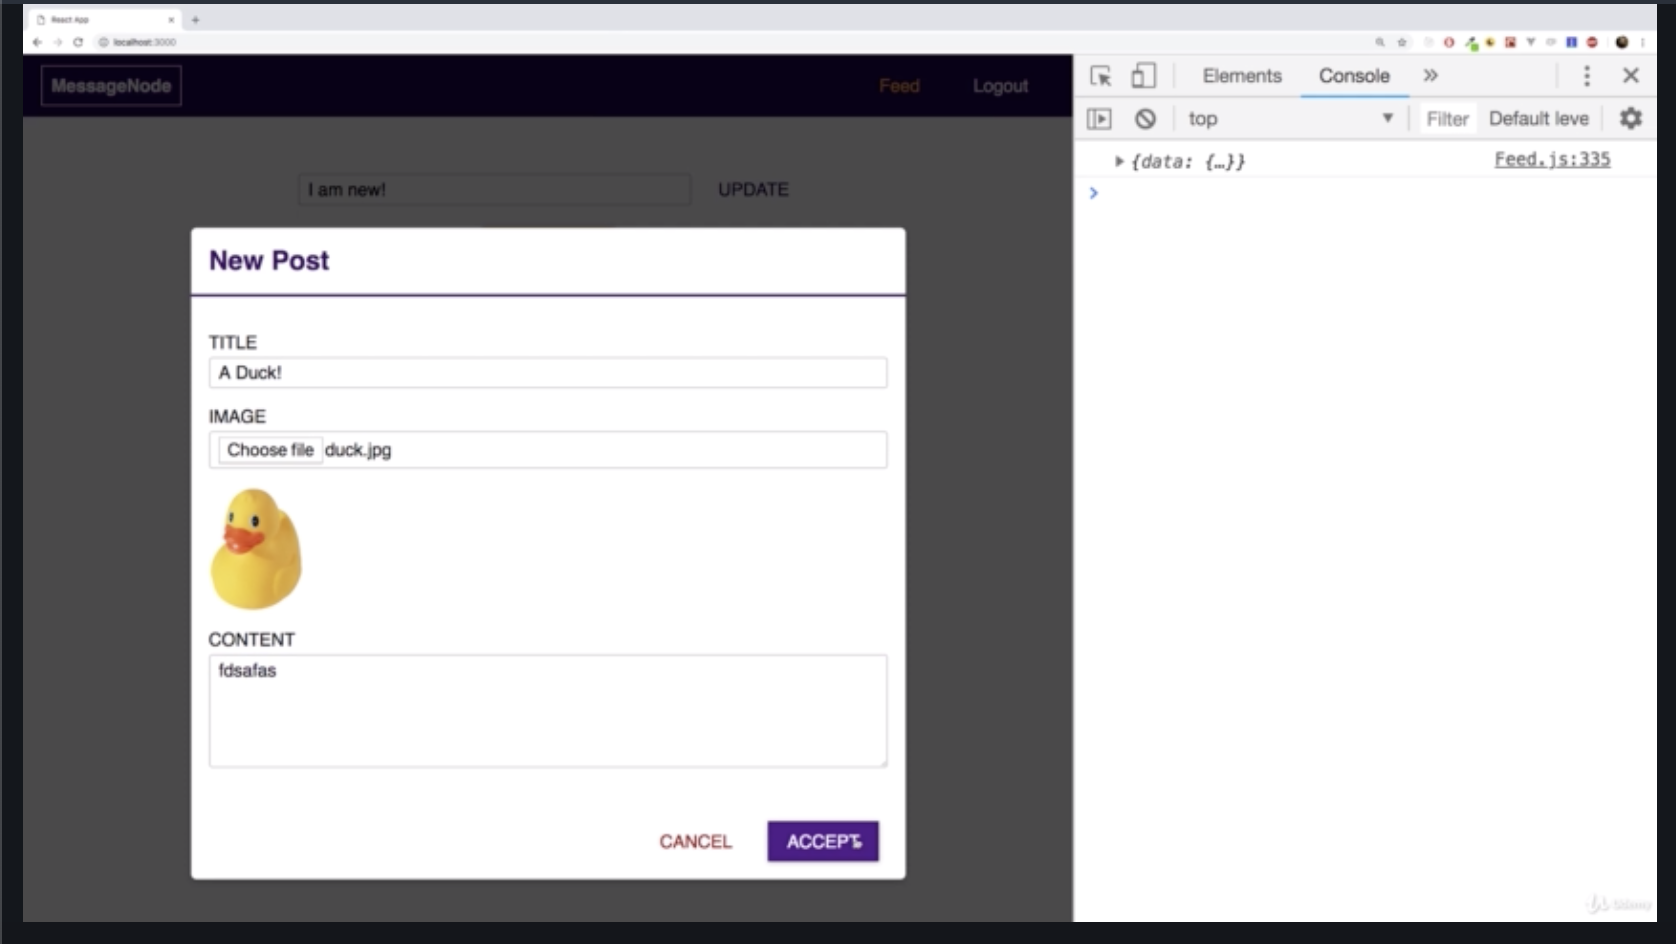 React App
localhost:3000
MessageNode
Feed
Logout
Elements
Console
top
Filter
Default leve
{data: {…}}
Feed.js:335
I am new!
UPDATE
New Post
TITLE
A Duck!
IMAGE
Choose file duck.jpg
CONTENT
fdsafas
CANCEL
ACCEPT
Udemy